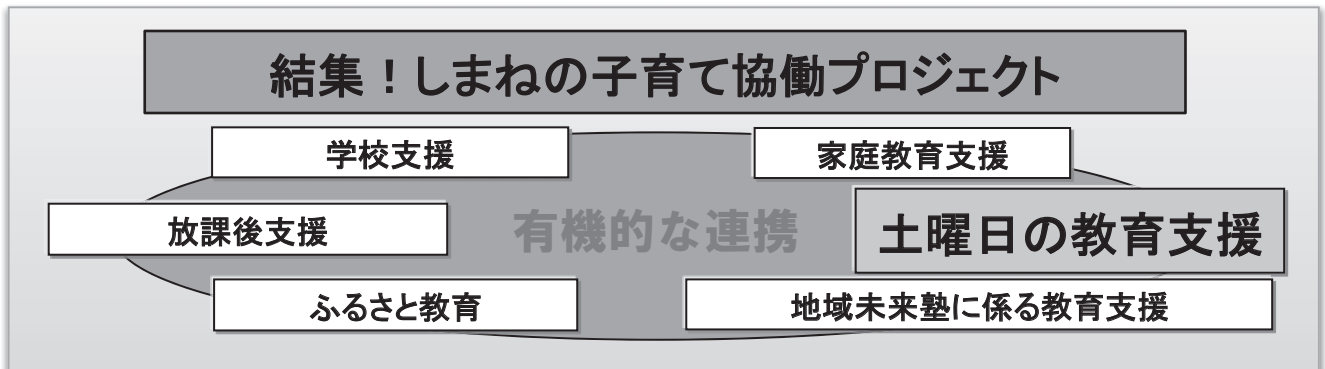 結集！しまねの子育て協働プロジェクト
学校支援
家庭教育支援
放課後支援
有機的な連携
土曜日の教育支援
ふるさと教育
地域未来塾に係る教育支援